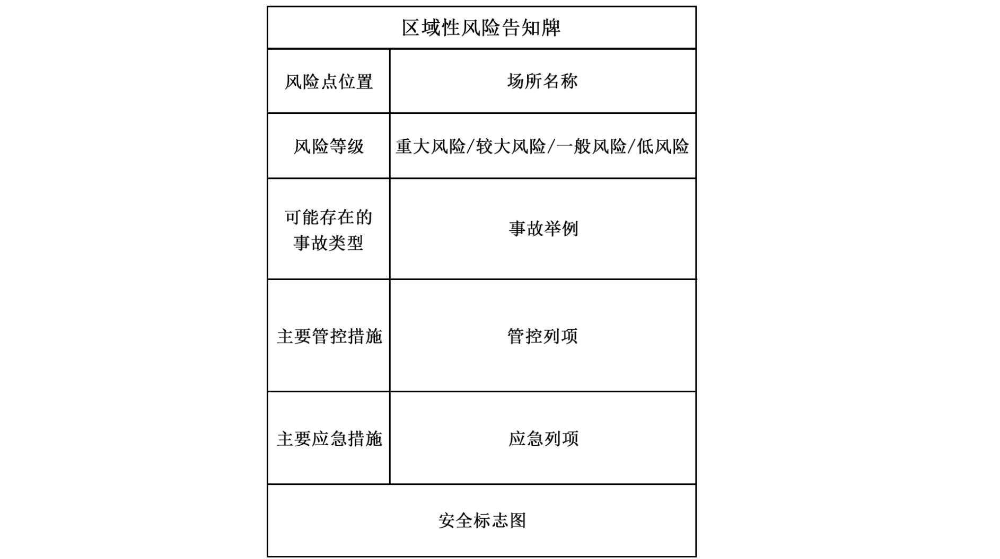 区域性风险告知牌
风险点位置
场所名称
风险等级
重大风险/较大风险/一般风险/低风险
可能存在的
事故类型
事故举例
主要管控措施
管控列项
主要应急措施
应急列项
安全标志图